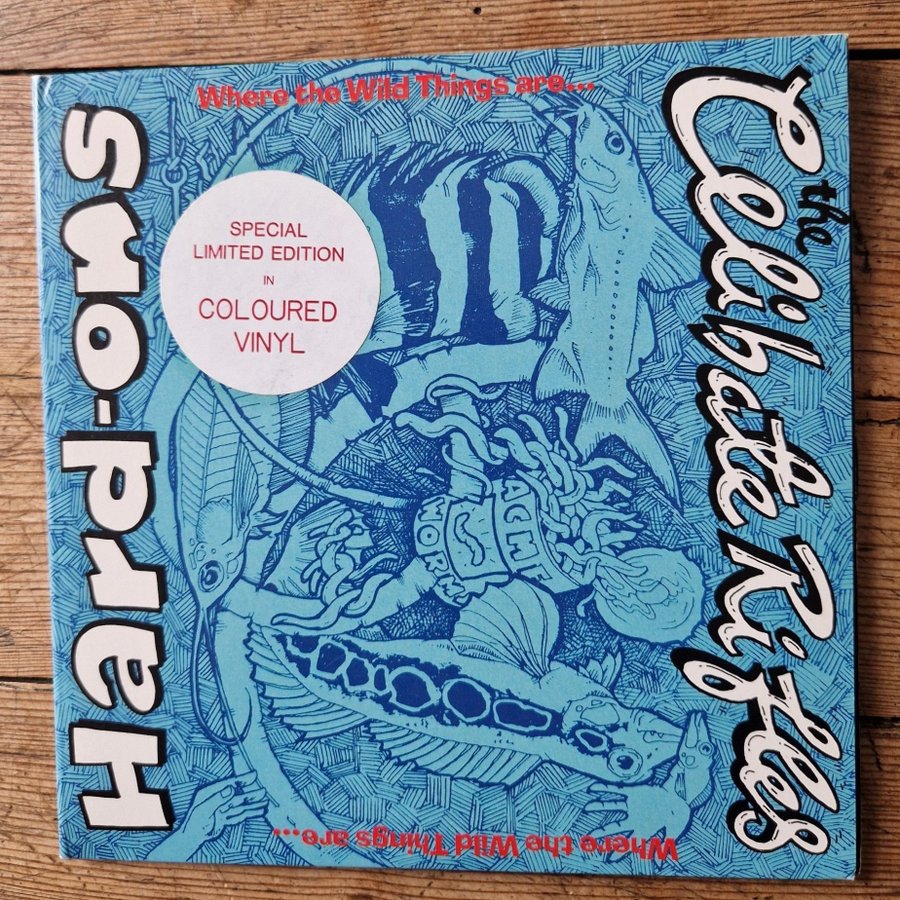 Where the Wild Things are...
Hard-ons
SPECIAL
LIMITED EDITION
IN
COLOURED
VINYL
the
Celibate Rifles
ACME
WORM
Where the Wild Things are...